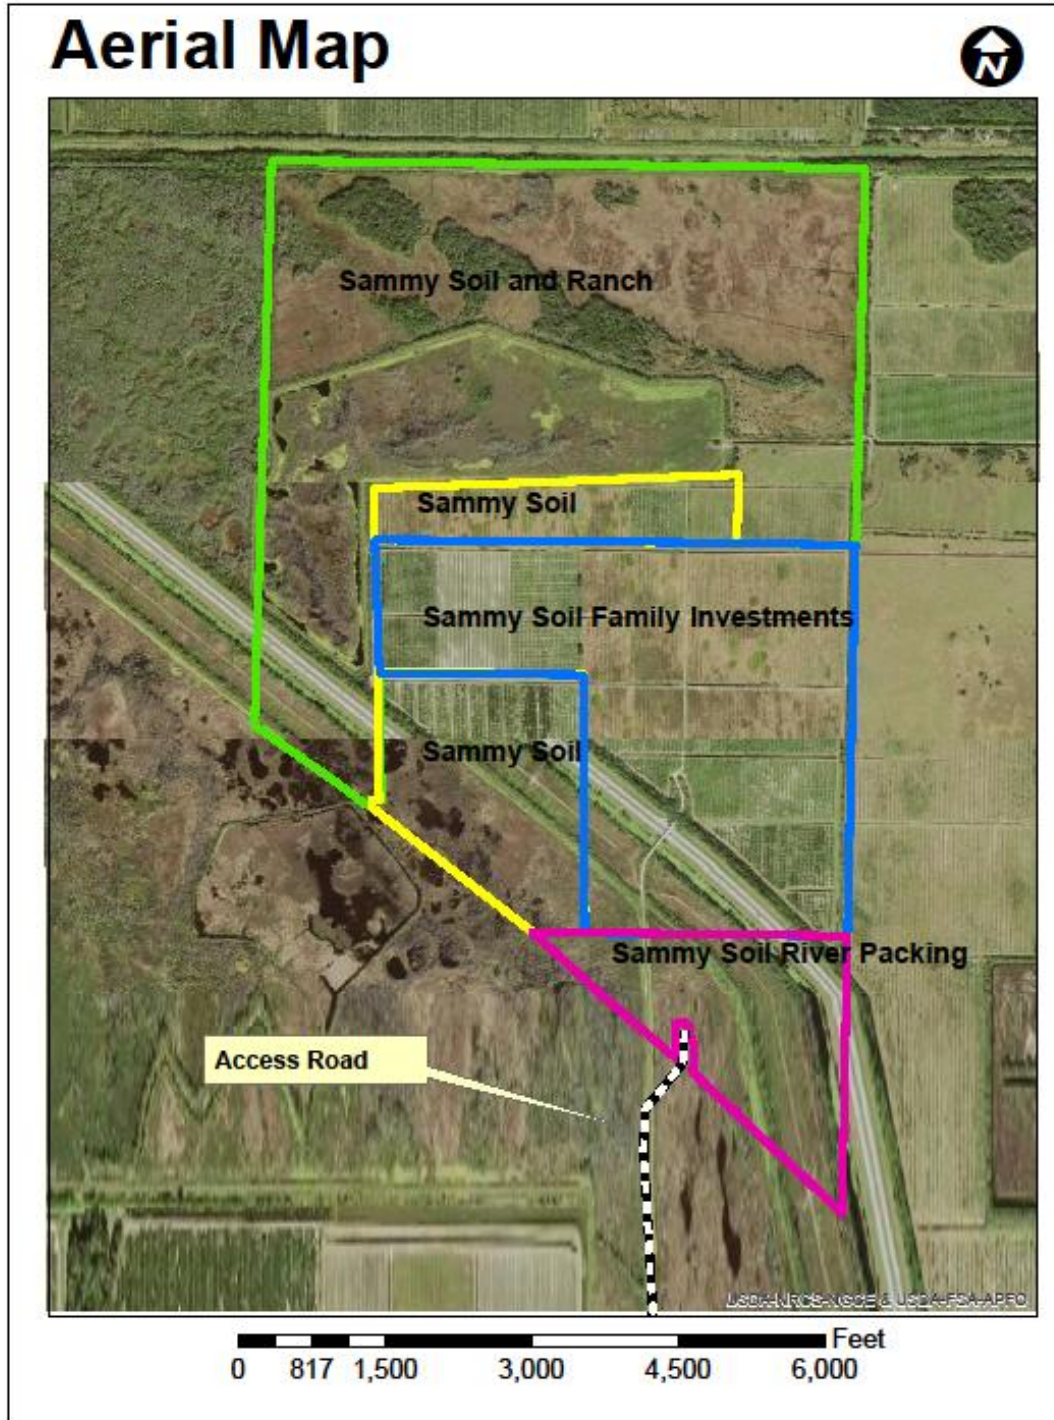 Aerial Map
N
Sammy Soil and Ranch
Sammy Soil
Sammy Soil Family Investments
Sammy Soil
Sammy Soil River Packing
Access Road
USDA-NRCS-NGCE & USDA-FSA-APFO
Feet
0 817 1,500 3,000 4,500 6,000